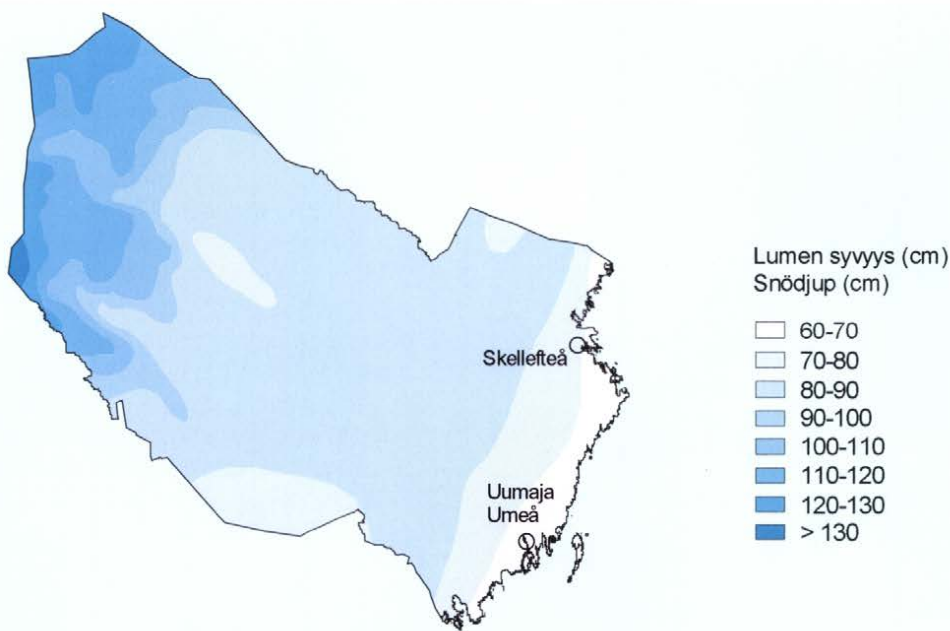 Lumen syvyys (cm)
Snödjup (cm)
60-70
70-80
80-90
90-100
100-110
110-120
120-130
> 130
Skellefteå
Uumaja
Umeå